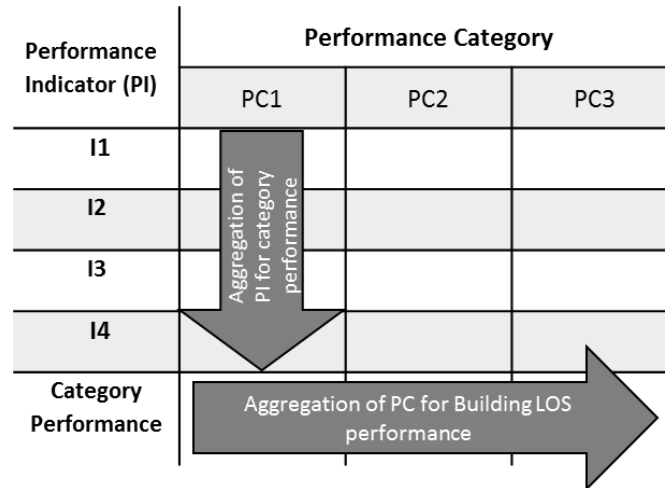 Performance
Indicator (PI)
Performance Category
PC1
PC2
PC3
I1
I2
I3
I4
Aggregation of
PI for category
performance
Category
Performance
Aggregation of PC for Building LOS
performance